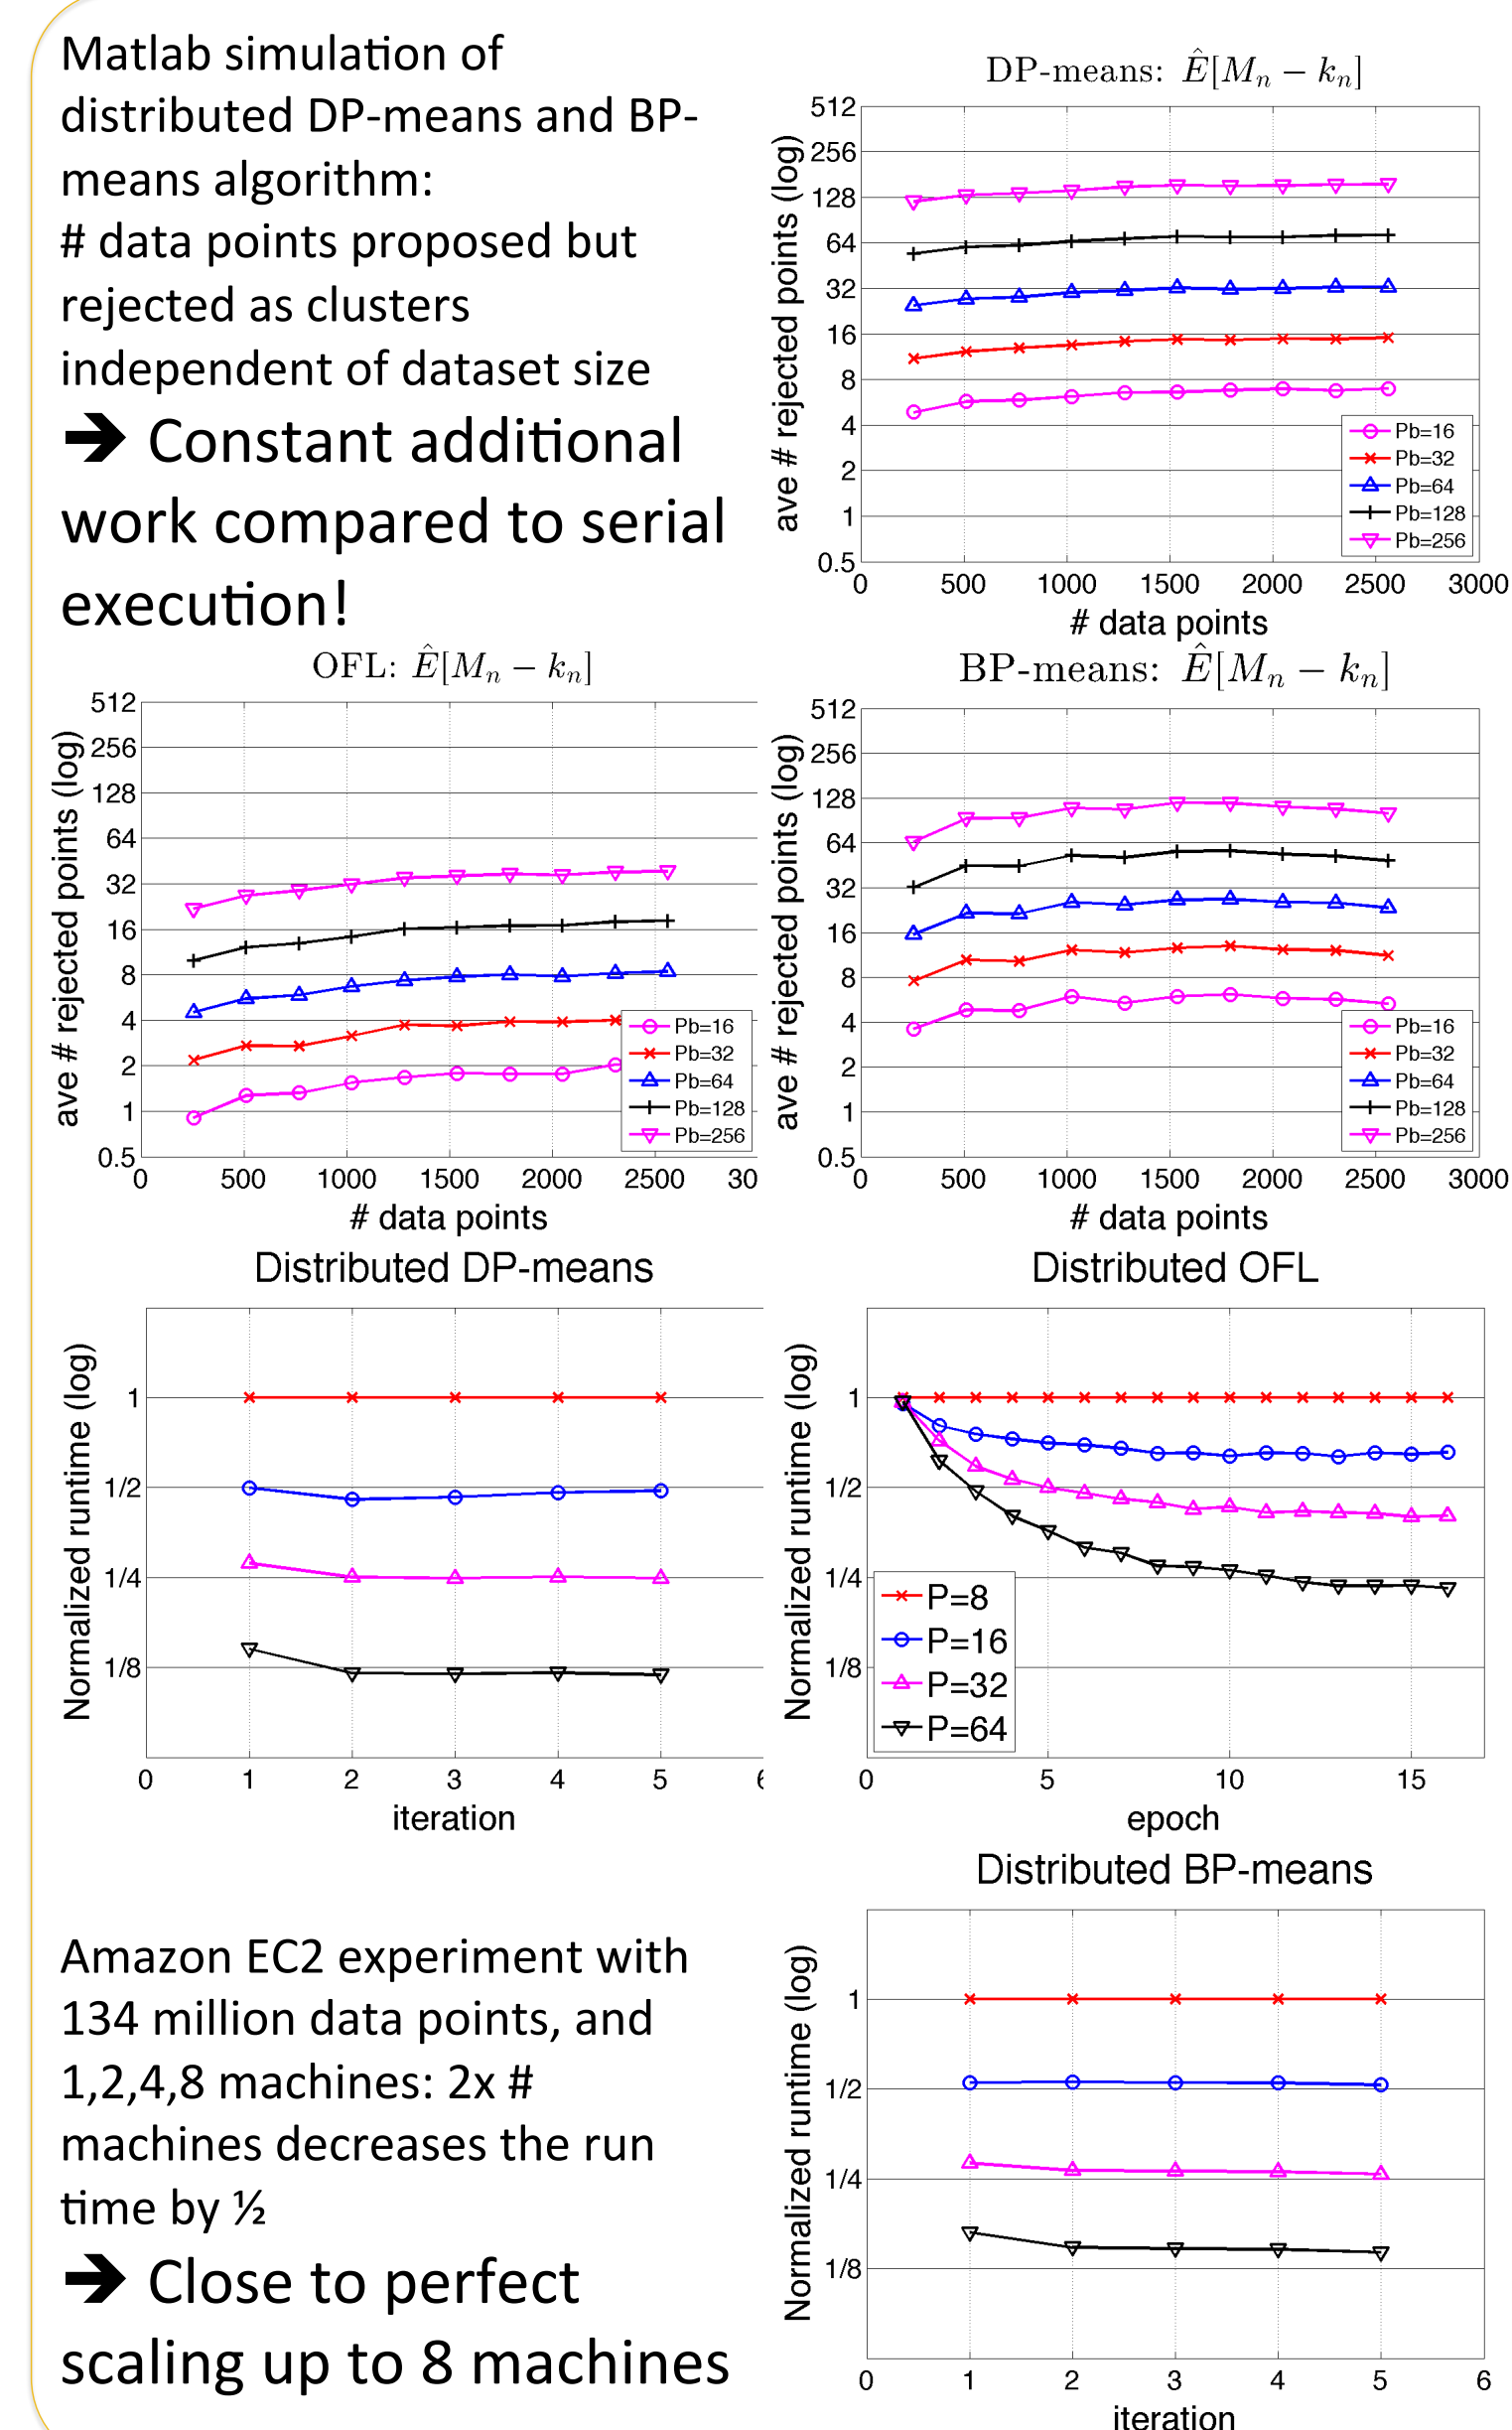 Matlab simulation of
distributed DP-means and BP-
means algorithm:
# data points proposed but
rejected as clusters
independent of dataset size
➔ Constant additional
work compared to serial
execution!
DP-means: Ê[Mₙ − kₙ]
ave # rejected points (log)
512
256
128
64
32
16
8
4
2
1
0.5
Pb=16
Pb=32
Pb=64
Pb=128
Pb=256
0 500 1000 1500 2000 2500 3000
# data points
OFL: Ê[Mₙ − kₙ]
ave # rejected points (log)
512
256
128
64
32
16
8
4
2
1
0.5
Pb=16
Pb=32
Pb=64
Pb=128
Pb=256
0 500 1000 1500 2000 2500 30
# data points
BP-means: Ê[Mₙ − kₙ]
ave # rejected points (log)
512
256
128
64
32
16
8
4
2
1
0.5
Pb=16
Pb=32
Pb=64
Pb=128
Pb=256
0 500 1000 1500 2000 2500 3000
# data points
Distributed DP-means
Normalized runtime (log)
1
1/2
1/4
1/8
0 1 2 3 4 5
iteration
Distributed OFL
Normalized runtime (log)
1
1/2
1/4
1/8
P=8
P=16
P=32
P=64
0 5 10 15
epoch
Amazon EC2 experiment with
134 million data points, and
1,2,4,8 machines: 2x #
machines decreases the run
time by ½
➔ Close to perfect
scaling up to 8 machines
Distributed BP-means
Normalized runtime (log)
1
1/2
1/4
1/8
0 1 2 3 4 5 6
iteration